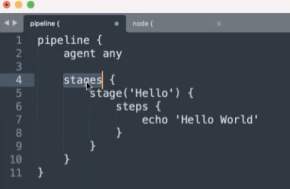 pipeline {
node {
1 pipeline {
2 agent any
3
4 stages {
5 stage('Hello') {
6 steps {
7 echo 'Hello World'
8 }
9 }
10 }
11 }